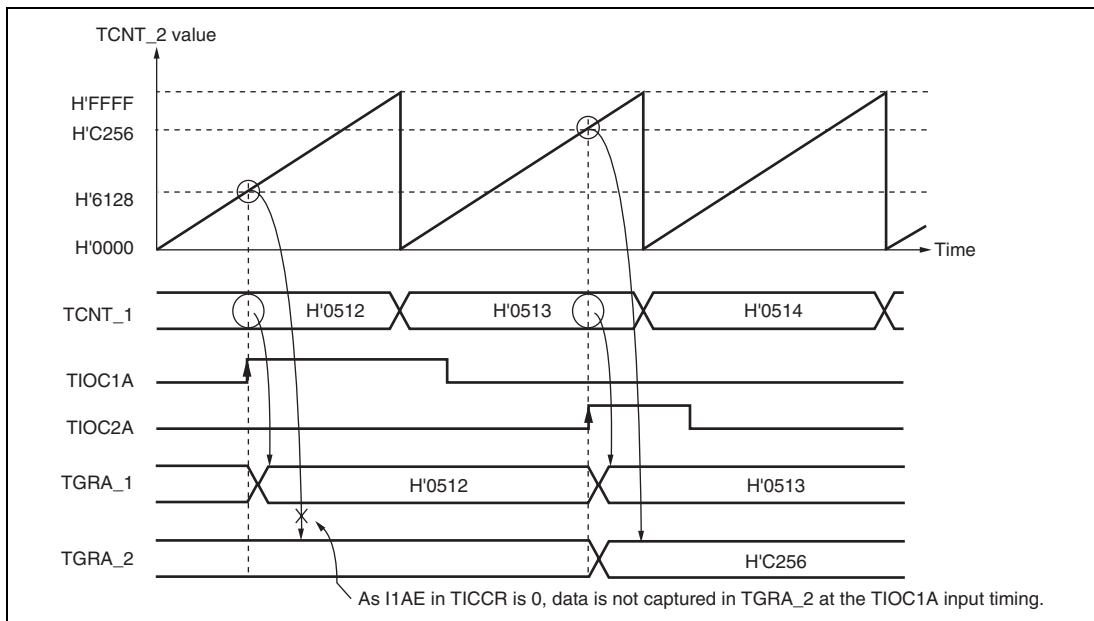 TCNT_2 value
H'FFFF
H'C256
H'6128
H'0000
Time
TCNT_1
H'0512
H'0513
H'0514
TIOC1A
TIOC2A
TGRA_1
H'0512
H'0513
TGRA_2
H'C256
As I1AE in TICCR is 0, data is not captured in TGRA_2 at the TIOC1A input timing.